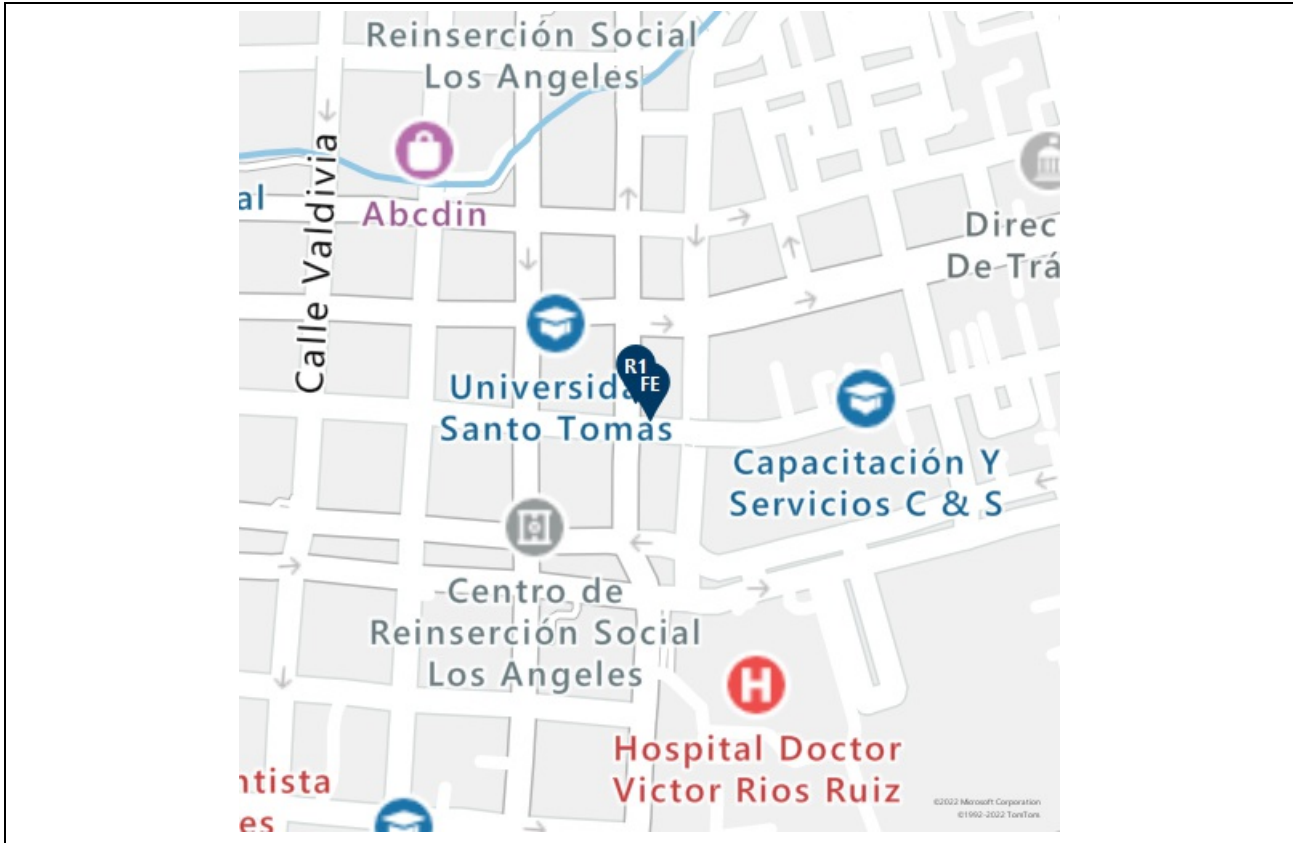 Reinserción Social
Los Angeles
Calle Valdivia
al
Abcdin
Direc
De Trá
R1
FE
Universida
Santo Tomas
Capacitación Y
Servicios C & S
Centro de
Reinserción Social
Los Angeles
Hospital Doctor
Victor Rios Ruiz
ntista
es
©2022 Microsoft Corporation
©1992-2022 TomTom